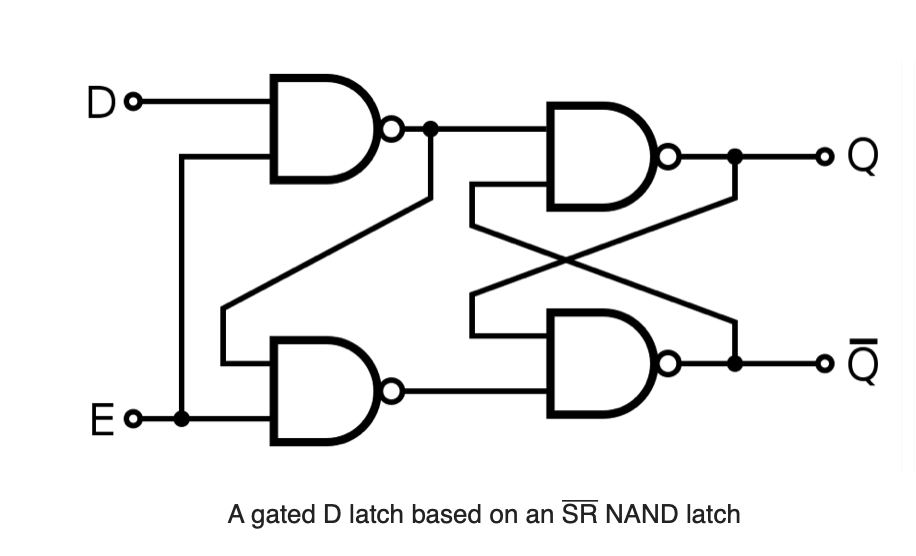 D
Q
E
Q̅
A gated D latch based on an S̅R̅ NAND latch